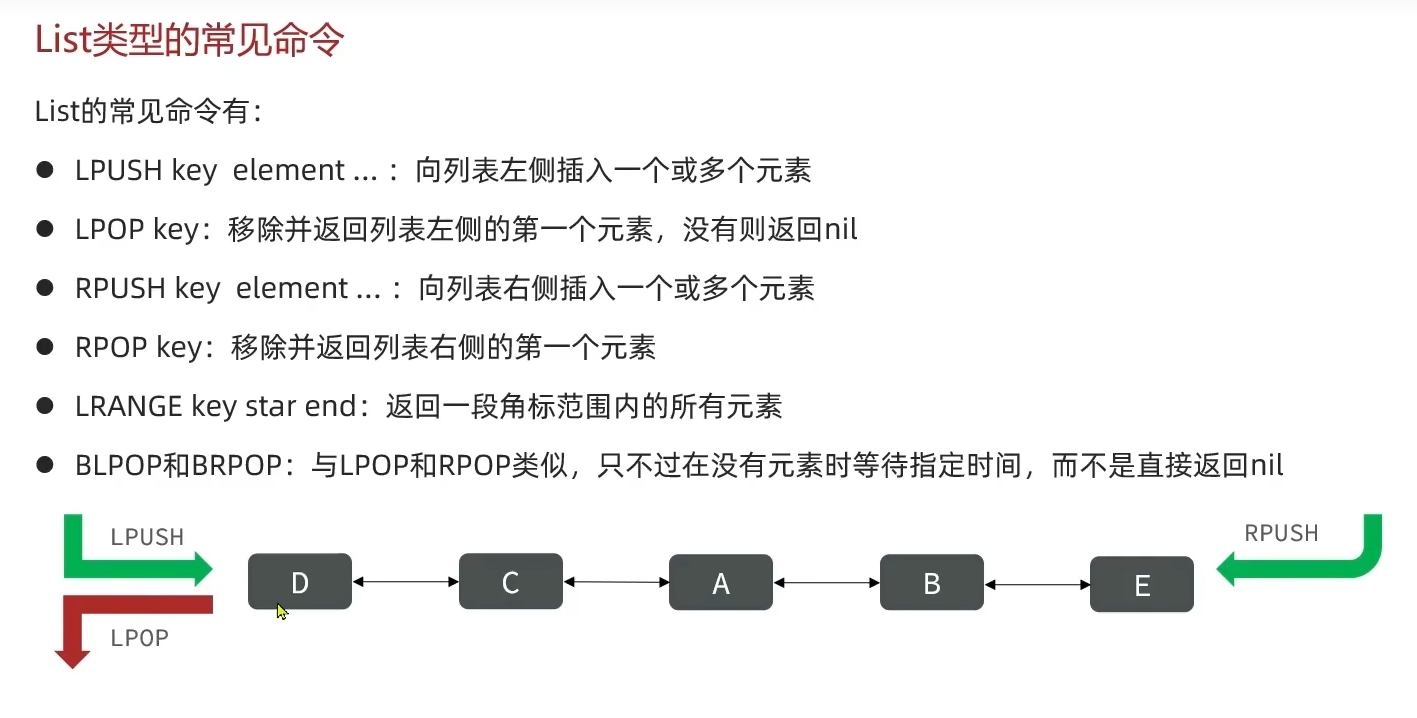 List类型的常见命令
List的常见命令有：
● LPUSH key  element ... ：向列表左侧插入一个或多个元素
● LPOP key：移除并返回列表左侧的第一个元素，没有则返回nil
● RPUSH key  element ... ：向列表右侧插入一个或多个元素
● RPOP key：移除并返回列表右侧的第一个元素
● LRANGE key star end：返回一段角标范围内的所有元素
● BLPOP和BRPOP：与LPOP和RPOP类似，只不过在没有元素时等待指定时间，而不是直接返回nil
LPUSH
RPUSH
D C A B E
LPOP